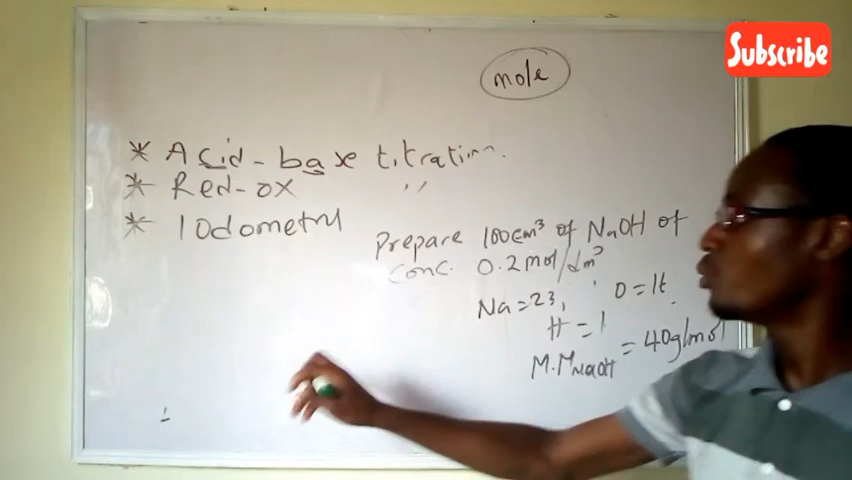 Subscribe
mole
* Acid-base titration.
* Red-ox ,,
* Iodometry
Prepare 100cm³ of NaOH of
conc. 0.2mol/dm³
Na=23, O=16.
H=1
M.M NaOH = 40g/mol